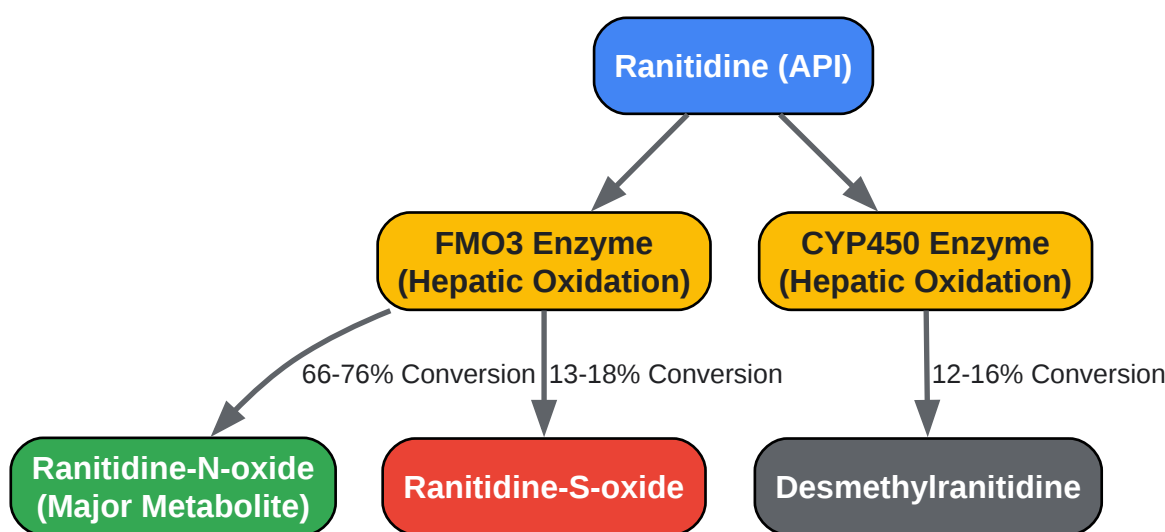 Ranitidine (API)
FMO3 Enzyme
(Hepatic Oxidation)
CYP450 Enzyme
(Hepatic Oxidation)
66-76% Conversion
13-18% Conversion
12-16% Conversion
Ranitidine-N-oxide
(Major Metabolite)
Ranitidine-S-oxide
Desmethylranitidine